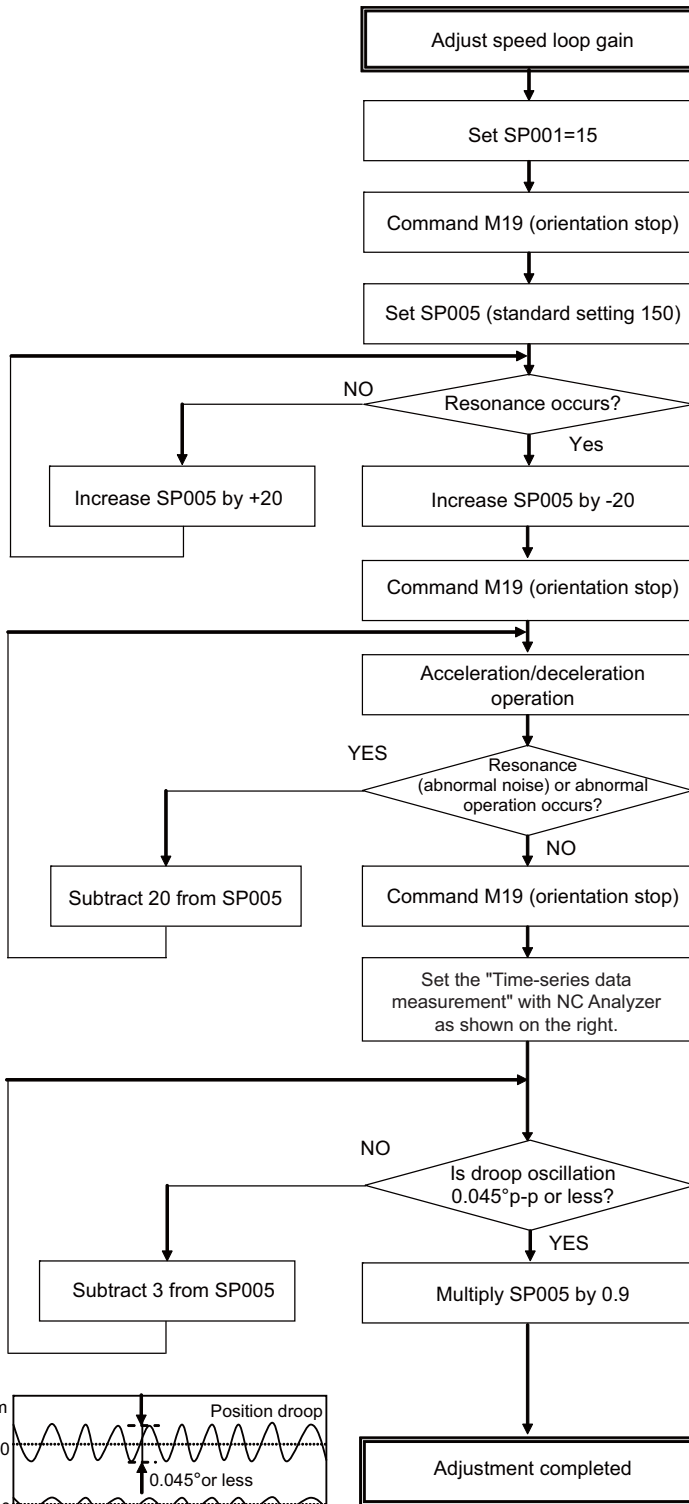 Adjust speed loop gain
Set SP001=15
Command M19 (orientation stop)
Set SP005 (standard setting 150)
NO
Resonance occurs?
Yes
Increase SP005 by +20
Increase SP005 by -20
Command M19 (orientation stop)
Acceleration/deceleration
operation
YES
Resonance
(abnormal noise) or abnormal
operation occurs?
NO
Subtract 20 from SP005
Command M19 (orientation stop)
Set the "Time-series data
measurement" with NC Analyzer
as shown on the right.
NO
Is droop oscillation
0.045°p-p or less?
YES
Subtract 3 from SP005
Multiply SP005 by 0.9
Position droop
0
0.045°or less
Adjustment completed